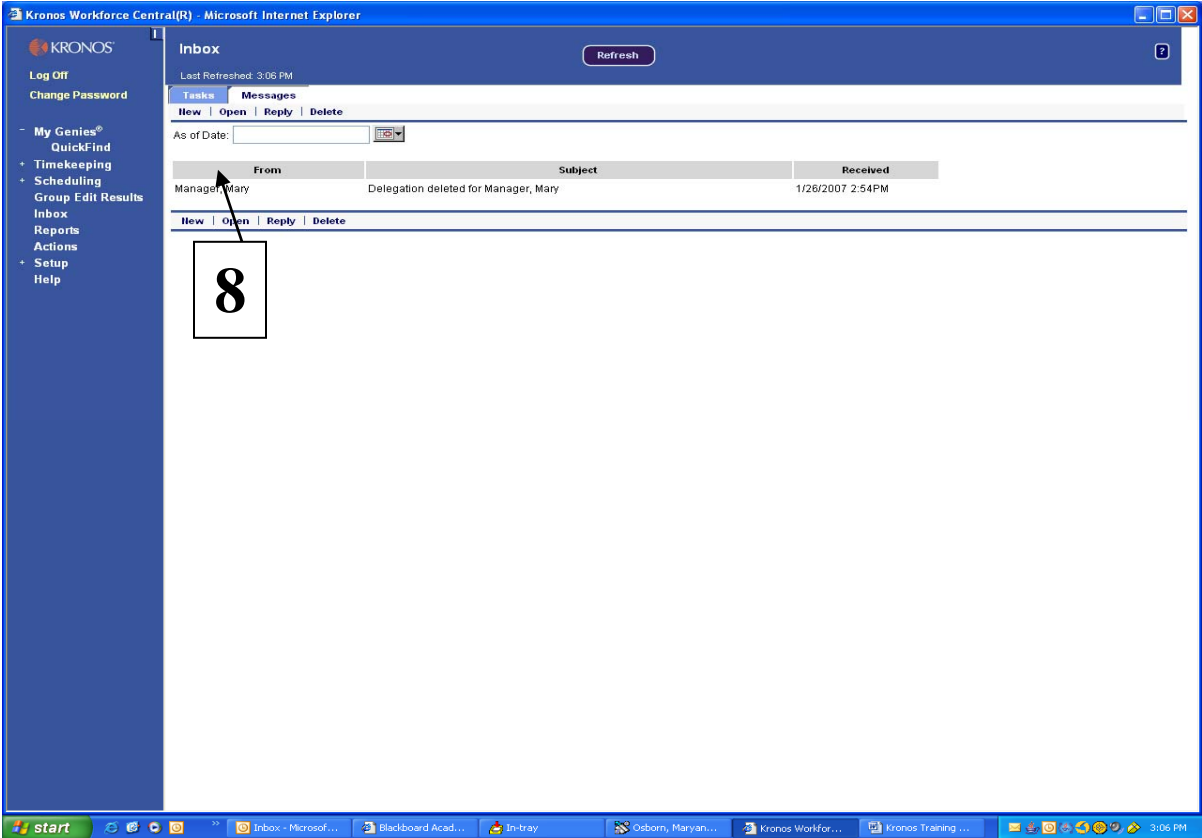 Kronos Workforce Central(R) - Microsoft Internet Explorer
KRONOS
Log Off
Change Password
- My Genies®
QuickFind
+ Timekeeping
+ Scheduling
Group Edit Results
Inbox
Reports
Actions
+ Setup
Help
Inbox
Refresh
?
Last Refreshed: 3:06 PM
Tasks Messages
New | Open | Reply | Delete
As of Date:
From Subject Received
Manager, Mary Delegation deleted for Manager, Mary 1/26/2007 2:54PM
New | Open | Reply | Delete
8
start » Inbox - Microsof... Blackboard Acad... In-tray Osborn, Maryan... Kronos Workfor... Kronos Training ... 3:06 PM